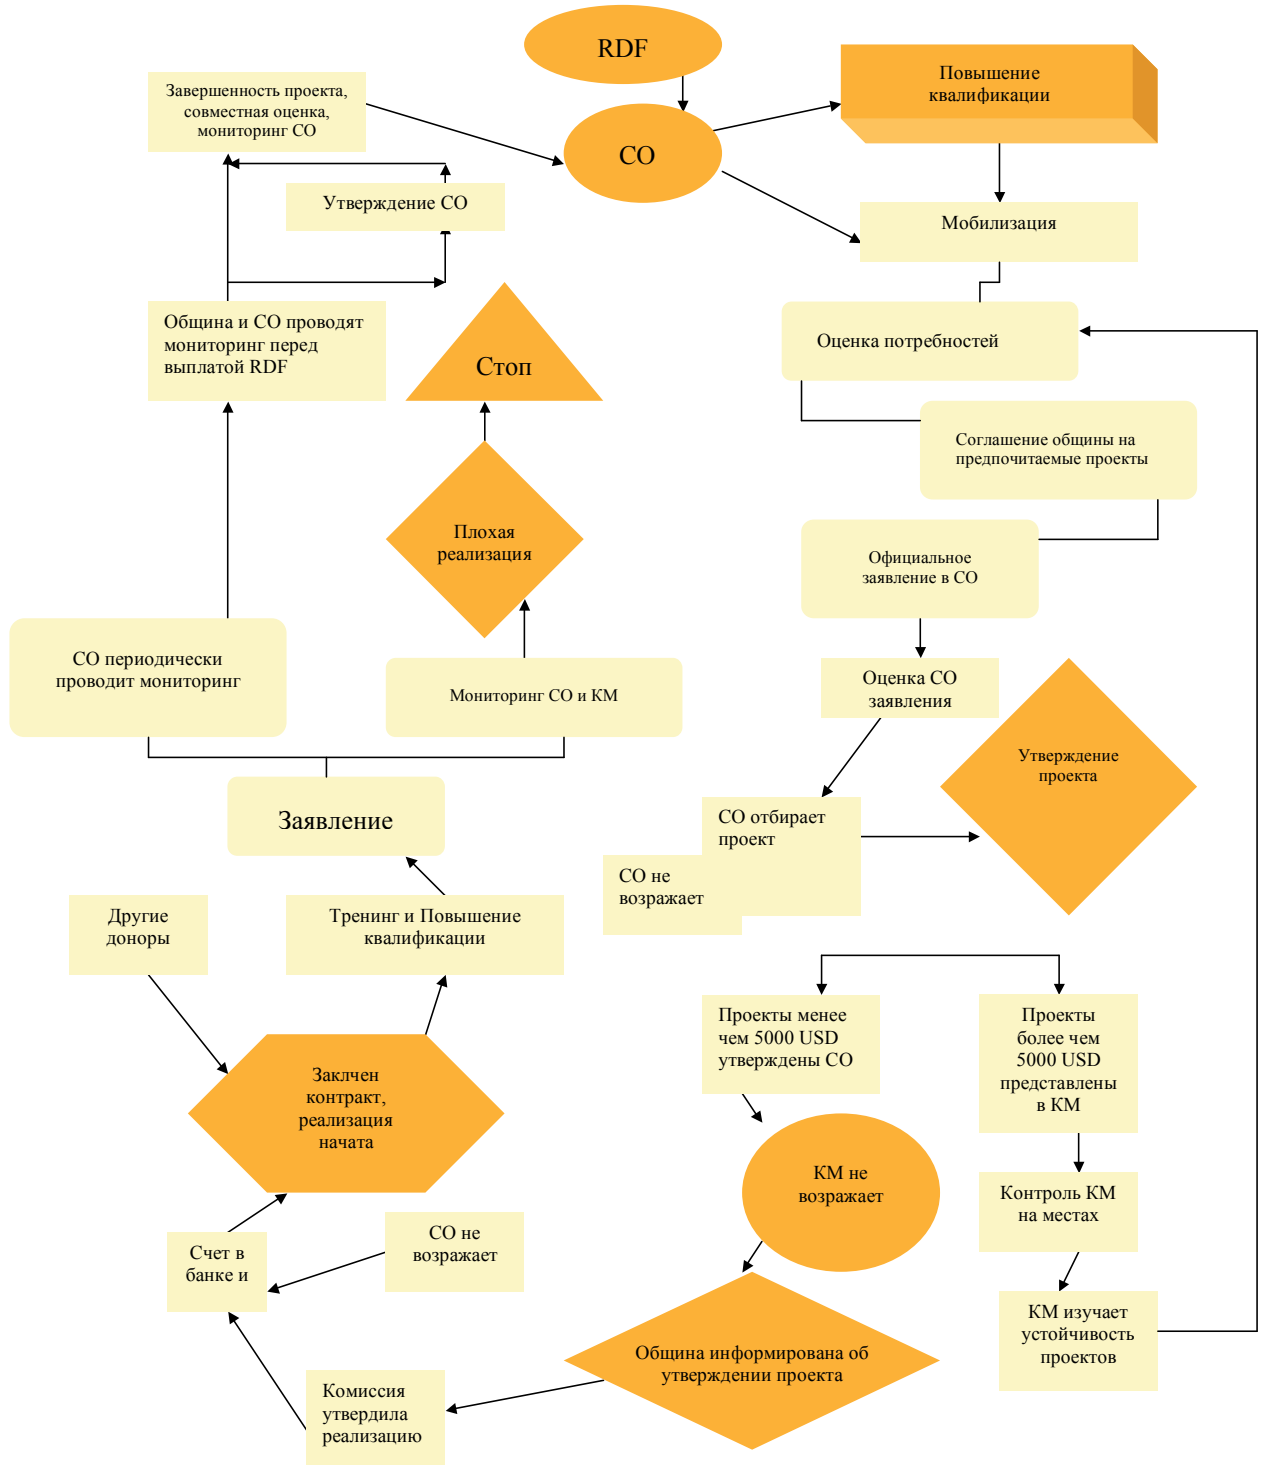 RDF
Повышение
квалификации
Завершенность проекта,
совместная оценка,
мониторинг СО
СО
Утверждение СО
Мобилизация
Община и СО проводят
мониторинг перед
выплатой RDF
Стоп
Оценка потребностей
Соглашение общины на
предпочитаемые проекты
Плохая
реализация
Официальное
заявление в СО
СО периодически
проводит мониторинг
Мониторинг СО и КМ
Оценка СО
заявления
Утверждение
проекта
Заявление
СО отбирает
проект
СО не
возражает
Другие
доноры
Тренинг и Повышение
квалификации
Проекты менее
чем 5000 USD
утверждены СО
Проекты
более чем
5000 USD
представлены
в КМ
Заклчен
контракт,
реализация
начата
КМ не
возражает
Контроль КМ
на местах
СО не
возражает
Счет в
банке и
КМ изучает
устойчивость
проектов
Община информирована об
утверждении проекта
Комиссия
утвердила
реализацию